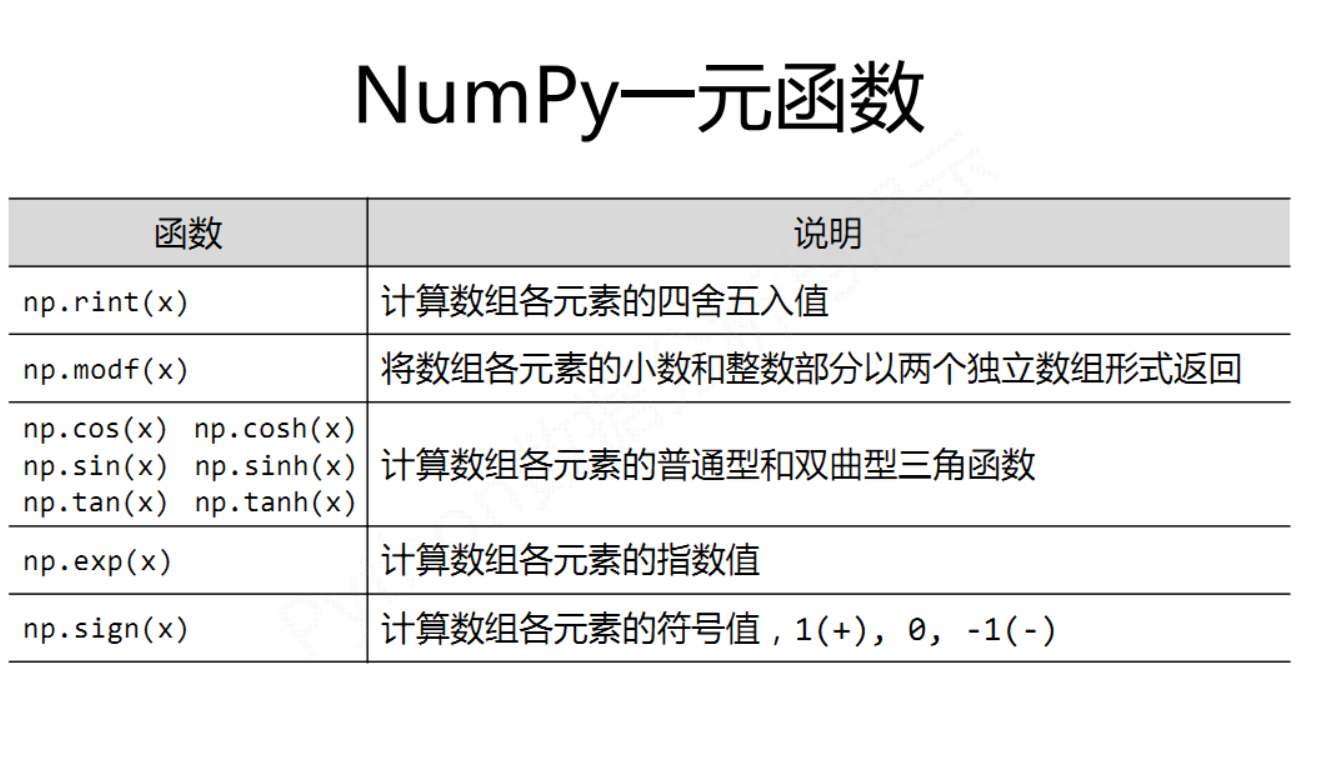 NumPy一元函数
函数 说明
np.rint(x) 计算数组各元素的四舍五入值
np.modf(x) 将数组各元素的小数和整数部分以两个独立数组形式返回
np.cos(x) np.cosh(x)
np.sin(x) np.sinh(x) 计算数组各元素的普通型和双曲型三角函数
np.tan(x) np.tanh(x)
np.exp(x) 计算数组各元素的指数值
np.sign(x) 计算数组各元素的符号值，1(+), 0, -1(-)